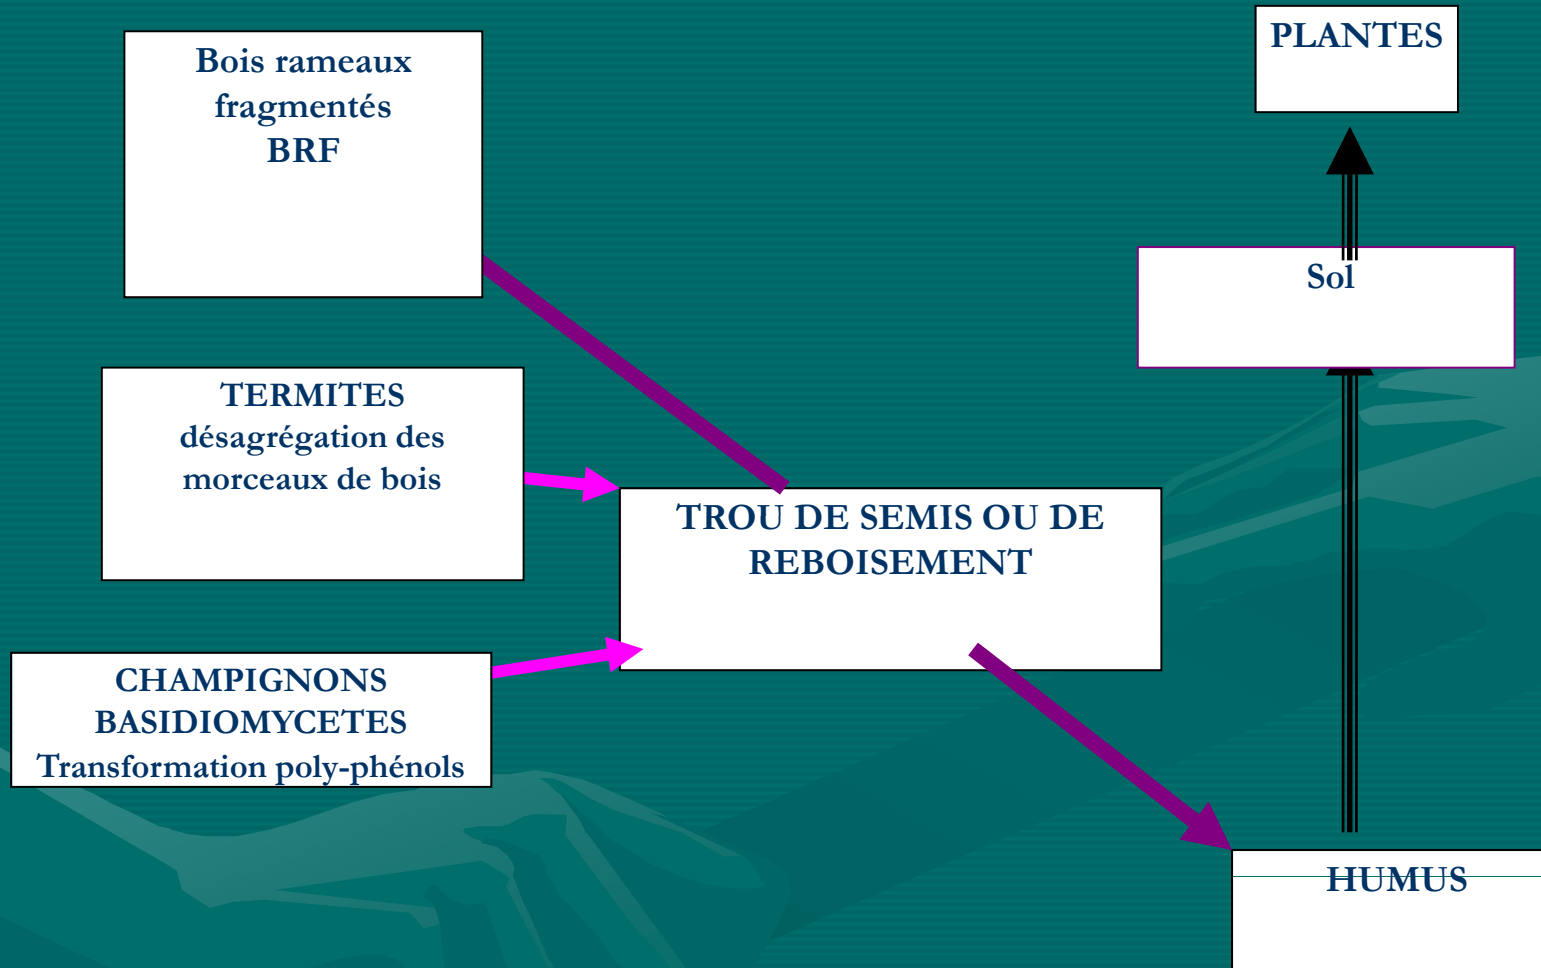 Bois rameaux
fragmentés
BRF
PLANTES
Sol
TERMITES
désagrégation des
morceaux de bois
TROU DE SEMIS OU DE
REBOISEMENT
CHAMPIGNONS
BASIDIOMYCETES
Transformation poly-phénols
HUMUS